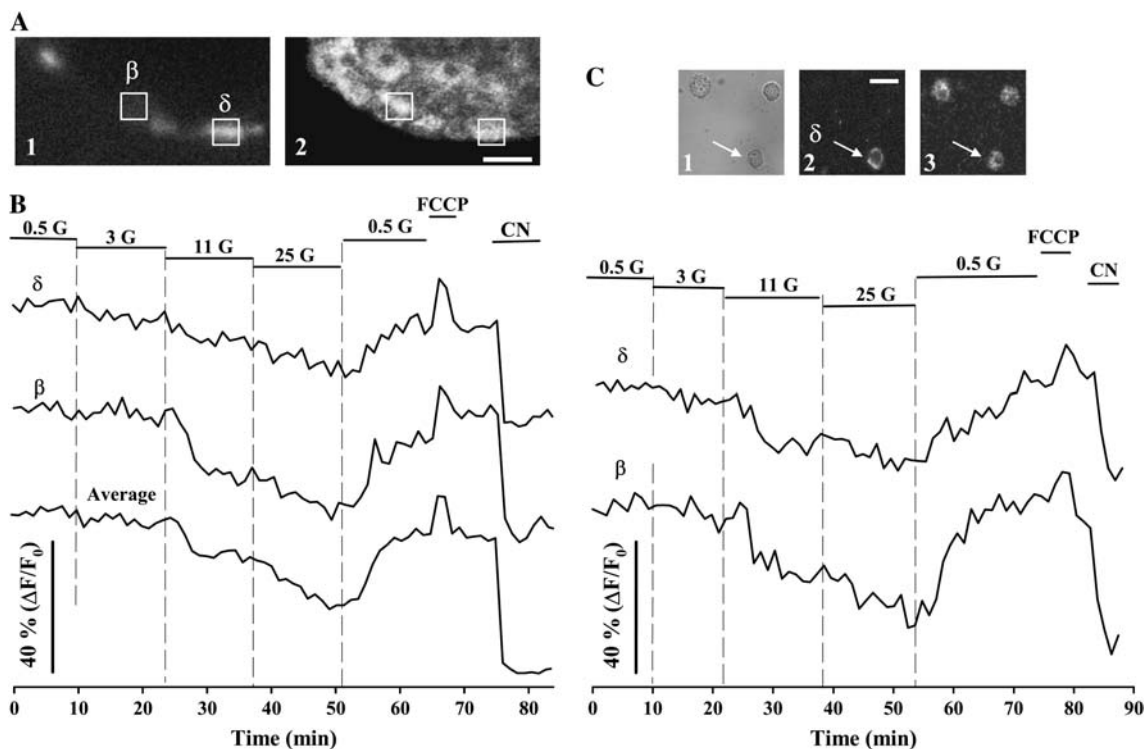 A
β
δ
1
2
C
δ
1
2
3
B
0.5 G
3 G
11 G
25 G
0.5 G
FCCP
CN
δ
β
Average
40 % (ΔF/F0)
0 10 20 30 40 50 60 70 80
Time (min)
0.5 G
3 G
11 G
25 G
0.5 G
FCCP
CN
δ
β
40 % (ΔF/F0)
0 10 20 30 40 50 60 70 80 90
Time (min)